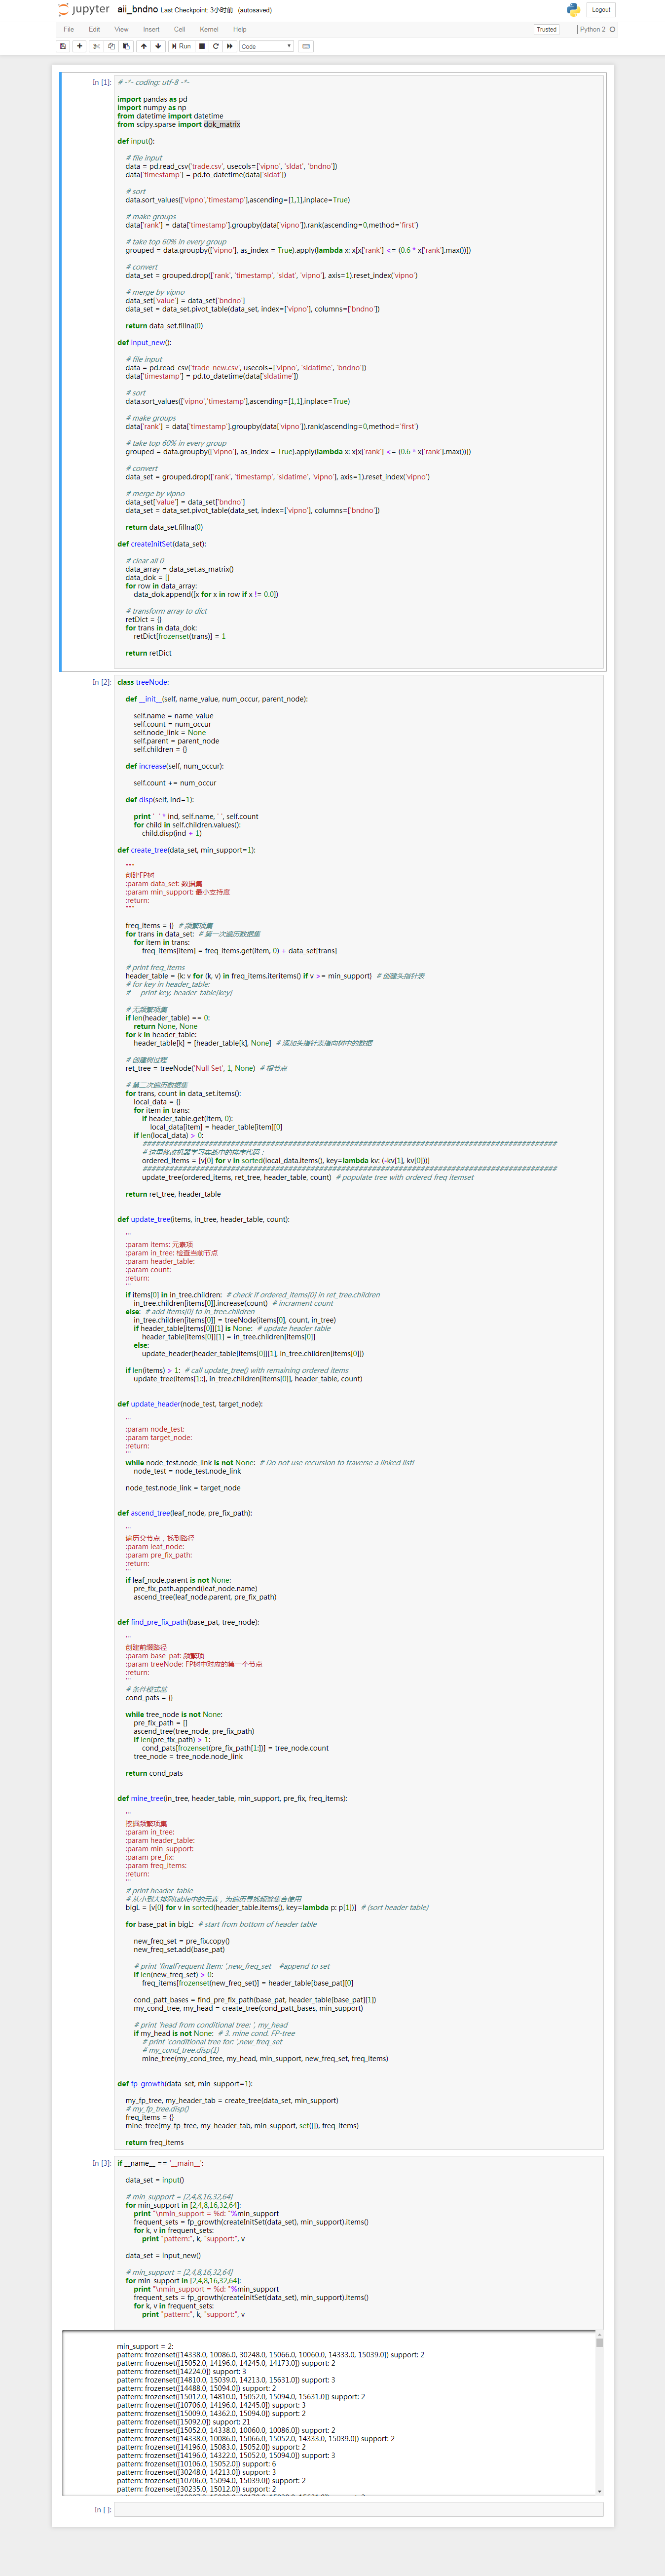 jupyter aii_bndno Last Checkpoint: 3小时前 (autosaved) Logout
File Edit View Insert Cell Kernel Help Trusted Python 2
Run Code
In [1]:
# -*- coding: utf-8 -*-
import pandas as pd
import numpy as np
from datetime import datetime
from scipy.sparse import dok_matrix
def input():
# file input
data = pd.read_csv('trade.csv', usecols=['vipno', 'sldat', 'bndno'])
data['timestamp'] = pd.to_datetime(data['sldat'])
# sort
data.sort_values(['vipno','timestamp'],ascending=[1,1],inplace=True)
# make groups
data['rank'] = data['timestamp'].groupby(data['vipno']).rank(ascending=0,method='first')
# take top 60% in every group
grouped = data.groupby(['vipno'], as_index = True).apply(lambda x: x[x['rank'] <= (0.6 * x['rank'].max())])
# convert
data_set = grouped.drop(['rank', 'timestamp', 'sldat', 'vipno'], axis=1).reset_index('vipno')
# merge by vipno
data_set['value'] = data_set['bndno']
data_set = data_set.pivot_table(data_set, index=['vipno'], columns=['bndno'])
return data_set.fillna(0)
def input_new():
# file input
data = pd.read_csv('trade_new.csv', usecols=['vipno', 'sldatime', 'bndno'])
data['timestamp'] = pd.to_datetime(data['sldatime'])
# sort
data.sort_values(['vipno','timestamp'],ascending=[1,1],inplace=True)
# make groups
data['rank'] = data['timestamp'].groupby(data['vipno']).rank(ascending=0,method='first')
# take top 60% in every group
grouped = data.groupby(['vipno'], as_index = True).apply(lambda x: x[x['rank'] <= (0.6 * x['rank'].max())])
# convert
data_set = grouped.drop(['rank', 'timestamp', 'sldatime', 'vipno'], axis=1).reset_index('vipno')
# merge by vipno
data_set['value'] = data_set['bndno']
data_set = data_set.pivot_table(data_set, index=['vipno'], columns=['bndno'])
return data_set.fillna(0)
def createInitSet(data_set):
# clear all 0
data_array = data_set.as_matrix()
data_dok = []
for row in data_array:
data_dok.append([x for x in row if x != 0.0])
# transform array to dict
retDict = {}
for trans in data_dok:
retDict[frozenset(trans)] = 1
return retDict
In [2]:
class treeNode:
def __init__(self, name_value, num_occur, parent_node):
self.name = name_value
self.count = num_occur
self.node_link = None
self.parent = parent_node
self.children = {}
def increase(self, num_occur):
self.count += num_occur
def disp(self, ind=1):
print ' ' * ind, self.name, ' ', self.count
for child in self.children.values():
child.disp(ind + 1)
def create_tree(data_set, min_support=1):
"""
创建FP树
:param data_set: 数据集
:param min_support: 最小支持度
:return:
"""
freq_items = {} # 频繁项集
for trans in data_set: # 第一次遍历数据集
for item in trans:
freq_items[item] = freq_items.get(item, 0) + data_set[trans]
# print freq_items
header_table = {k: v for (k, v) in freq_items.iteritems() if v >= min_support} # 创建头指针表
# for key in header_table:
# print key, header_table[key]
# 无频繁项集
if len(header_table) == 0:
return None, None
for k in header_table:
header_table[k] = [header_table[k], None] # 添加头指针表指向树中的数据
# 创建树过程
ret_tree = treeNode('Null Set', 1, None) # 根节点
# 第二次遍历数据集
for trans, count in data_set.items():
local_data = {}
for item in trans:
if header_table.get(item, 0):
local_data[item] = header_table[item][0]
if len(local_data) > 0:
# 这里修改机器学习实战中的排序代码：
ordered_items = [v[0] for v in sorted(local_data.items(), key=lambda kv: (-kv[1], kv[0]))]
update_tree(ordered_items, ret_tree, header_table, count) # populate tree with ordered freq itemset
return ret_tree, header_table
def update_tree(items, in_tree, header_table, count):
'''
:param items: 元素项
:param in_tree: 检查当前节点
:param header_table:
:param count:
:return:
'''
if items[0] in in_tree.children: # check if ordered_items[0] in ret_tree.children
in_tree.children[items[0]].increase(count) # incrament count
else: # add items[0] to in_tree.children
in_tree.children[items[0]] = treeNode(items[0], count, in_tree)
if header_table[items[0]][1] is None: # update header table
header_table[items[0]][1] = in_tree.children[items[0]]
else:
update_header(header_table[items[0]][1], in_tree.children[items[0]])
if len(items) > 1: # call update_tree() with remaining ordered items
update_tree(items[1::], in_tree.children[items[0]], header_table, count)
def update_header(node_test, target_node):
'''
:param node_test:
:param target_node:
:return:
'''
while node_test.node_link is not None: # Do not use recursion to traverse a linked list!
node_test = node_test.node_link
node_test.node_link = target_node
def ascend_tree(leaf_node, pre_fix_path):
'''
遍历父节点，找到路径
:param leaf_node:
:param pre_fix_path:
:return:
'''
if leaf_node.parent is not None:
pre_fix_path.append(leaf_node.name)
ascend_tree(leaf_node.parent, pre_fix_path)
def find_pre_fix_path(base_pat, tree_node):
'''
创建前缀路径
:param base_pat: 频繁项
:param treeNode: FP树中对应的第一个节点
:return:
'''
# 条件模式基
cond_pats = {}
while tree_node is not None:
pre_fix_path = []
ascend_tree(tree_node, pre_fix_path)
if len(pre_fix_path) > 1:
cond_pats[frozenset(pre_fix_path[1:])] = tree_node.count
tree_node = tree_node.node_link
return cond_pats
def mine_tree(in_tree, header_table, min_support, pre_fix, freq_items):
'''
挖掘频繁项集
:param in_tree:
:param header_table:
:param min_support:
:param pre_fix:
:param freq_items:
:return:
'''
# print header_table
# 从小到大排列table中的元素，为遍历寻找频繁集合使用
bigL = [v[0] for v in sorted(header_table.items(), key=lambda p: p[1])] # (sort header table)
for base_pat in bigL: # start from bottom of header table
new_freq_set = pre_fix.copy()
new_freq_set.add(base_pat)
# print 'finalFrequent Item: ',new_freq_set #append to set
if len(new_freq_set) > 0:
freq_items[frozenset(new_freq_set)] = header_table[base_pat][0]
cond_patt_bases = find_pre_fix_path(base_pat, header_table[base_pat][1])
my_cond_tree, my_head = create_tree(cond_patt_bases, min_support)
# print 'head from conditional tree: ', my_head
if my_head is not None: # 3. mine cond. FP-tree
# print 'conditional tree for: ',new_freq_set
# my_cond_tree.disp(1)
mine_tree(my_cond_tree, my_head, min_support, new_freq_set, freq_items)
def fp_growth(data_set, min_support=1):
my_fp_tree, my_header_tab = create_tree(data_set, min_support)
# my_fp_tree.disp()
freq_items = {}
mine_tree(my_fp_tree, my_header_tab, min_support, set([]), freq_items)
return freq_items
In [3]:
if __name__ == '__main__':
data_set = input()
# min_support = [2,4,8,16,32,64]
for min_support in [2,4,8,16,32,64]:
print "\nmin_support = %d: "%min_support
frequent_sets = fp_growth(createInitSet(data_set), min_support).items()
for k, v in frequent_sets:
print "pattern:", k, "support:", v
data_set = input_new()
# min_support = [2,4,8,16,32,64]
for min_support in [2,4,8,16,32,64]:
print "\nmin_support = %d: "%min_support
frequent_sets = fp_growth(createInitSet(data_set), min_support).items()
for k, v in frequent_sets:
print "pattern:", k, "support:", v
min_support = 2:
pattern: frozenset([14338.0, 10086.0, 30248.0, 15066.0, 10060.0, 14333.0, 15039.0]) support: 2
pattern: frozenset([15052.0, 14196.0, 14245.0, 14173.0]) support: 2
pattern: frozenset([14224.0]) support: 3
pattern: frozenset([14810.0, 15039.0, 14213.0, 15631.0]) support: 3
pattern: frozenset([14488.0, 15094.0]) support: 2
pattern: frozenset([15012.0, 14810.0, 15052.0, 15094.0, 15631.0]) support: 2
pattern: frozenset([10706.0, 14196.0, 14245.0]) support: 3
pattern: frozenset([15009.0, 14362.0, 15094.0]) support: 2
pattern: frozenset([15092.0]) support: 21
pattern: frozenset([15052.0, 14338.0, 10060.0, 10086.0]) support: 2
pattern: frozenset([14338.0, 10086.0, 15066.0, 15052.0, 14333.0, 15039.0]) support: 2
pattern: frozenset([14196.0, 15083.0, 15052.0]) support: 2
pattern: frozenset([14196.0, 14322.0, 15052.0, 15094.0]) support: 3
pattern: frozenset([10106.0, 15052.0]) support: 6
pattern: frozenset([30248.0, 14213.0]) support: 3
pattern: frozenset([10706.0, 15094.0, 15039.0]) support: 2
pattern: frozenset([30235.0, 15012.0]) support: 2
In [ ]: